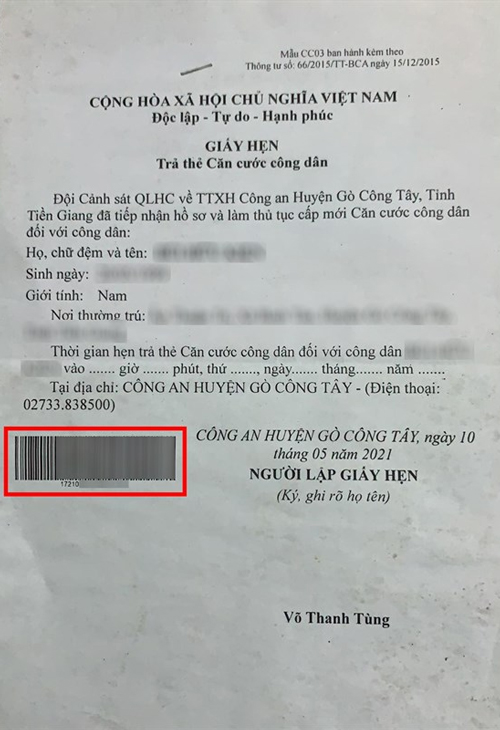 Mẫu CC03 ban hành kèm theo
Thông tư số: 66/2015/TT-BCA ngày 15/12/2015
CỘNG HÒA XÃ HỘI CHỦ NGHĨA VIỆT NAM
Độc lập - Tự do - Hạnh phúc
GIẤY HẸN
Trả thẻ Căn cước công dân
Đội Cảnh sát QLHC về TTXH Công an Huyện Gò Công Tây, Tỉnh
Tiền Giang đã tiếp nhận hồ sơ và làm thủ tục cấp mới Căn cước công dân
đối với công dân:
Họ, chữ đệm và tên:
Sinh ngày:
Giới tính: Nam
Nơi thường trú:
Thời gian hẹn trả thẻ Căn cước công dân đối với công dân
vào ....... giờ ...... phút, thứ ........, ngày....... tháng....... năm .......
Tại địa chỉ: CÔNG AN HUYỆN GÒ CÔNG TÂY - (Điện thoại:
02733.838500)
17210
CÔNG AN HUYỆN GÒ CÔNG TÂY, ngày 10
tháng 05 năm 2021
NGƯỜI LẬP GIẤY HẸN
(Ký, ghi rõ họ tên)
Võ Thanh Tùng